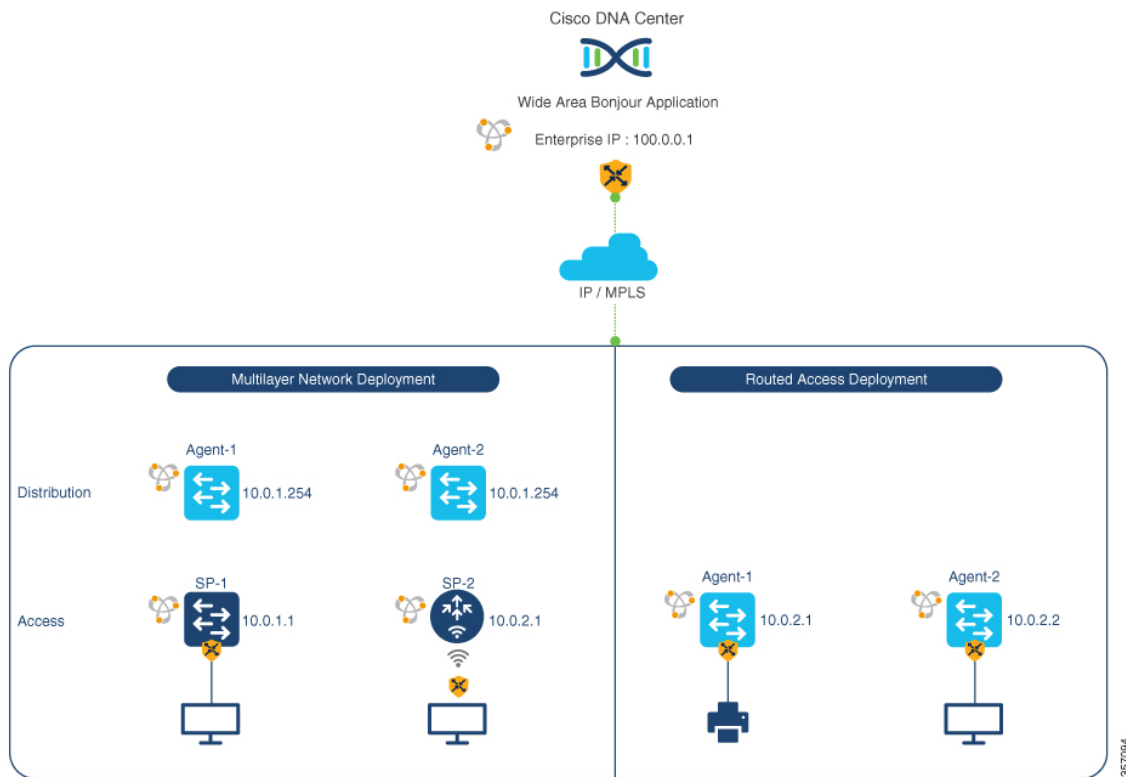 Cisco DNA Center
Wide Area Bonjour Application
Enterprise IP : 100.0.0.1
IP / MPLS
Multilayer Network Deployment
Routed Access Deployment
Agent-1
Agent-2
Distribution
10.0.1.254
10.0.1.254
SP-1
SP-2
Agent-1
Agent-2
Access
10.0.1.1
10.0.2.1
10.0.2.1
10.0.2.2
357094